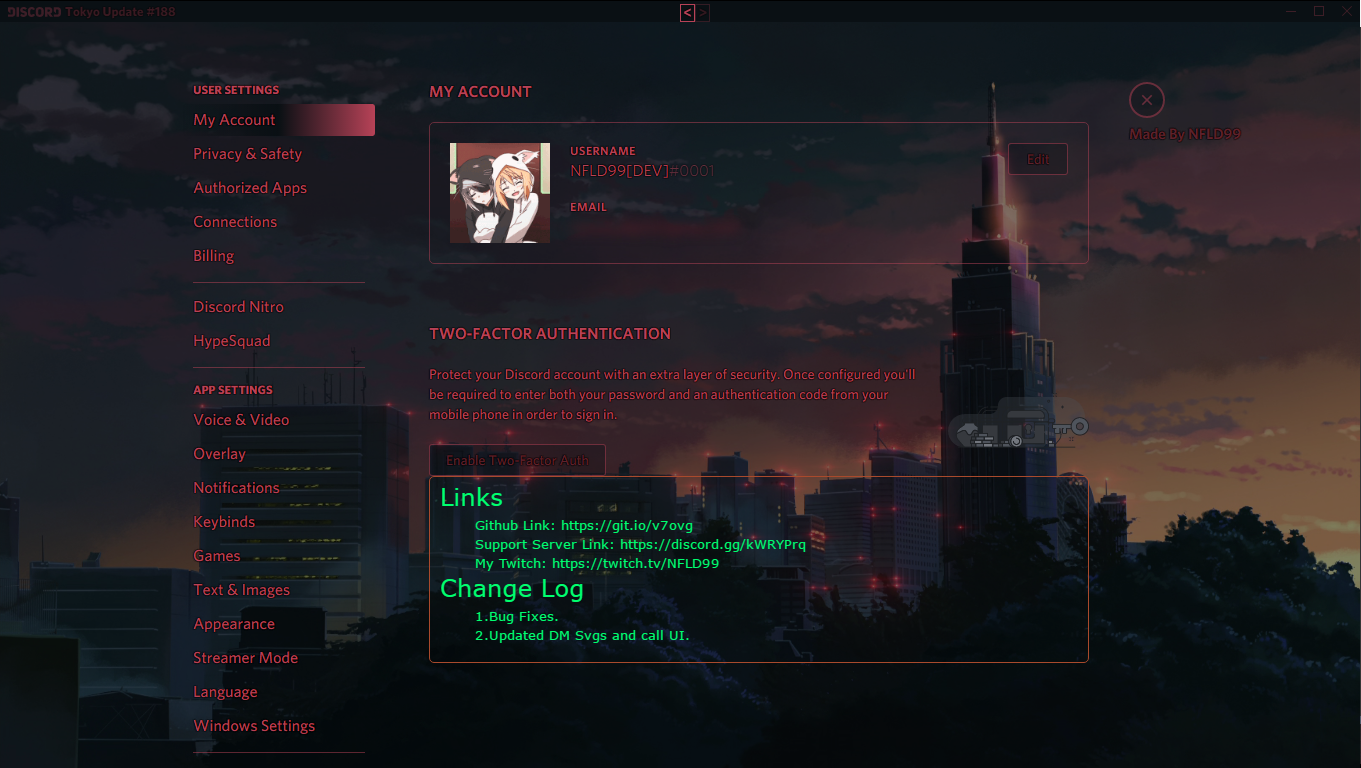 DISCORD Tokyo Update #188
< >
USER SETTINGS
My Account
Privacy & Safety
Authorized Apps
Connections
Billing
Discord Nitro
HypeSquad
APP SETTINGS
Voice & Video
Overlay
Notifications
Keybinds
Games
Text & Images
Appearance
Streamer Mode
Language
Windows Settings
MY ACCOUNT
USERNAME
NFLD99[DEV]#0001
Edit
EMAIL
Made By NFLD99
TWO-FACTOR AUTHENTICATION
Protect your Discord account with an extra layer of security. Once configured you'll
be required to enter both your password and an authentication code from your
mobile phone in order to sign in.
Enable Two-Factor Auth
Links
Github Link: https://git.io/v7ovg
Support Server Link: https://discord.gg/kWRYPrq
My Twitch: https://twitch.tv/NFLD99
Change Log
1.Bug Fixes.
2.Updated DM Svgs and call UI.